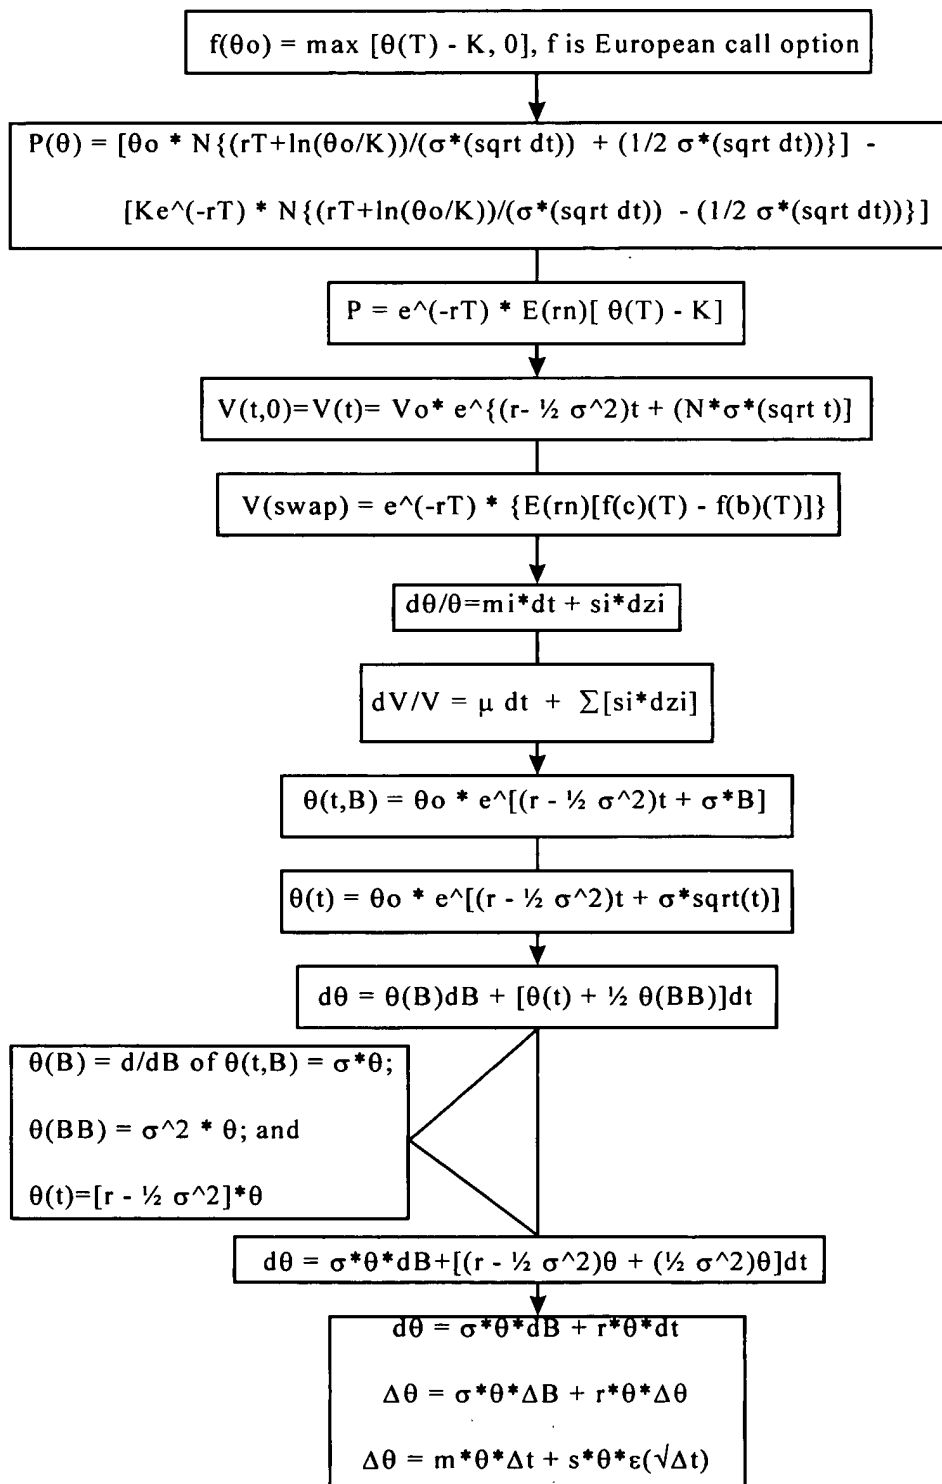 f(θo) = max [θ(T) - K, 0], f is European call option
P(θ) = [θo * N{(rT+ln(θo/K))/(σ*(sqrt dt)) + (1/2 σ*(sqrt dt))}] -
[Ke^(-rT) * N{(rT+ln(θo/K))/(σ*(sqrt dt)) - (1/2 σ*(sqrt dt))}]
P = e^(-rT) * E(rn)[ θ(T) - K]
V(t,0)=V(t)= Vo* e^{(r- ½ σ^2)t + (N*σ*(sqrt t)]
V(swap) = e^(-rT) * {E(rn)[f(c)(T) - f(b)(T)]}
dθ/θ=mi*dt + si*dzi
dV/V = μ dt + ∑[si*dzi]
θ(t,B) = θo * e^[(r - ½ σ^2)t + σ*B]
θ(t) = θo * e^[(r - ½ σ^2)t + σ*sqrt(t)]
dθ = θ(B)dB + [θ(t) + ½ θ(BB)]dt
θ(B) = d/dB of θ(t,B) = σ*θ;
θ(BB) = σ^2 * θ; and
θ(t)=[r - ½ σ^2]*θ
dθ = σ*θ*dB+[(r - ½ σ^2)θ + (½ σ^2)θ]dt
dθ = σ*θ*dB + r*θ*dt
Δθ = σ*θ*ΔB + r*θ*Δθ
Δθ = m*θ*Δt + s*θ*ε(√Δt)